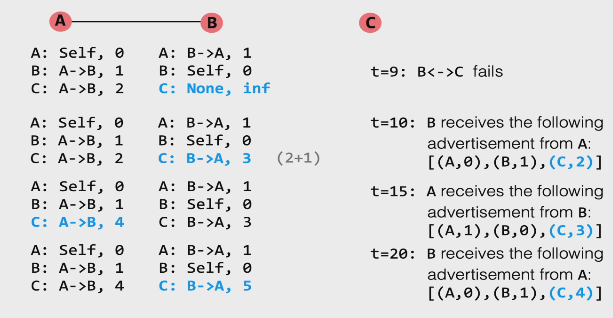 A B C
A: Self, 0 A: B->A, 1
B: A->B, 1 B: Self, 0
C: A->B, 2 C: None, inf
t=9: B<->C fails
A: Self, 0 A: B->A, 1
B: A->B, 1 B: Self, 0
C: A->B, 2 C: B->A, 3 (2+1)
t=10: B receives the following
advertisement from A:
[(A,0),(B,1),(C,2)]
A: Self, 0 A: B->A, 1
B: A->B, 1 B: Self, 0
C: A->B, 4 C: B->A, 3
t=15: A receives the following
advertisement from B:
[(A,1),(B,0),(C,3)]
A: Self, 0 A: B->A, 1
B: A->B, 1 B: Self, 0
C: A->B, 4 C: B->A, 5
t=20: B receives the following
advertisement from A:
[(A,0),(B,1),(C,4)]